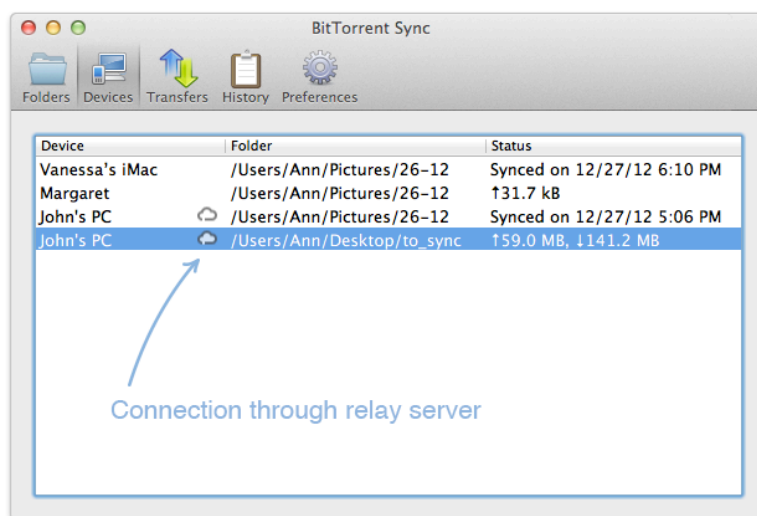 BitTorrent Sync
Folders Devices Transfers History Preferences
Device Folder Status
Vanessa's iMac /Users/Ann/Pictures/26-12 Synced on 12/27/12 6:10 PM
Margaret /Users/Ann/Pictures/26-12 ↑31.7 kB
John's PC /Users/Ann/Pictures/26-12 Synced on 12/27/12 5:06 PM
John's PC /Users/Ann/Desktop/to_sync ↑59.0 MB, ↓141.2 MB
Connection through relay server